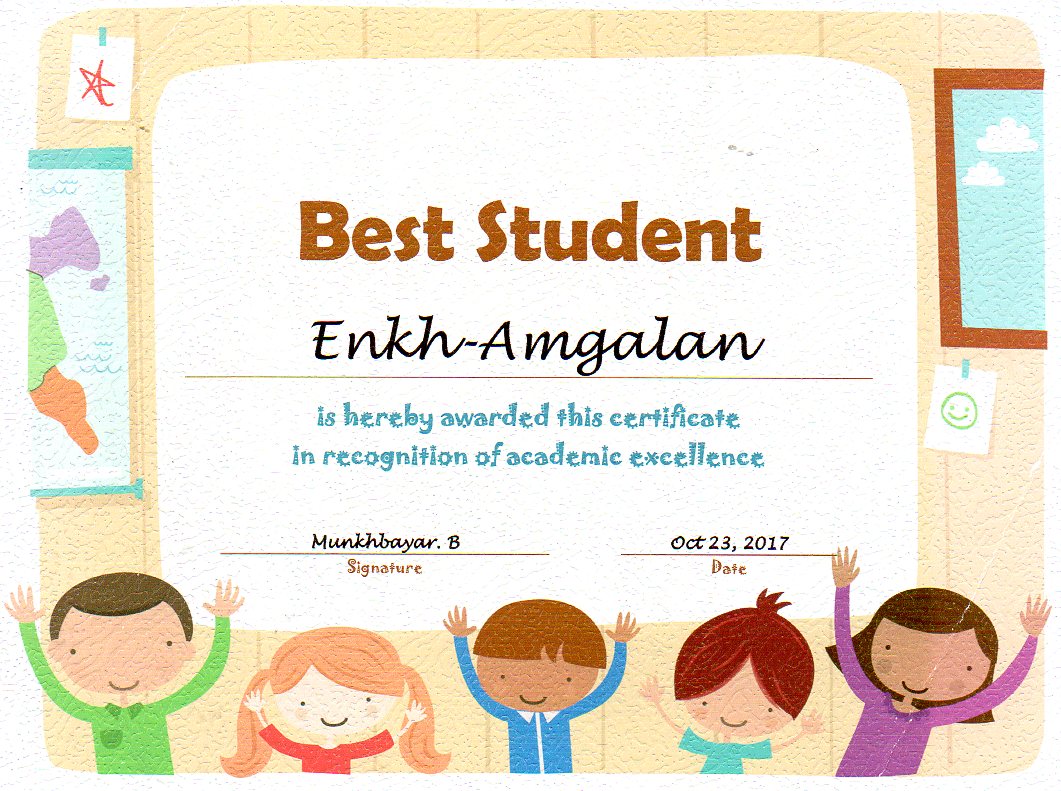 Best Student
Enkh-Amgalan
is hereby awarded this certificate
in recognition of academic excellence
Munkhbayar. B
Signature
Oct 23, 2017
Date